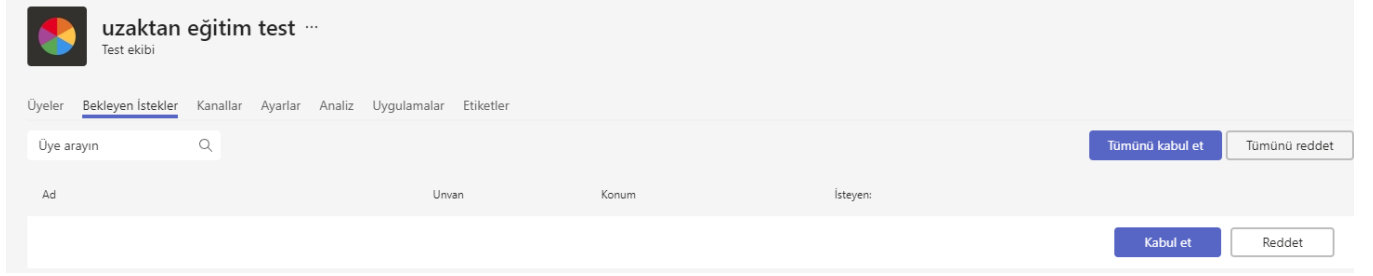 uzaktan eğitim test ...
Test ekibi
Üyeler Bekleyen İstekler Kanallar Ayarlar Analiz Uygulamalar Etiketler
Üye arayın Tümünü kabul et Tümünü reddet
Ad Unvan Konum İsteyen:
Kabul et Reddet